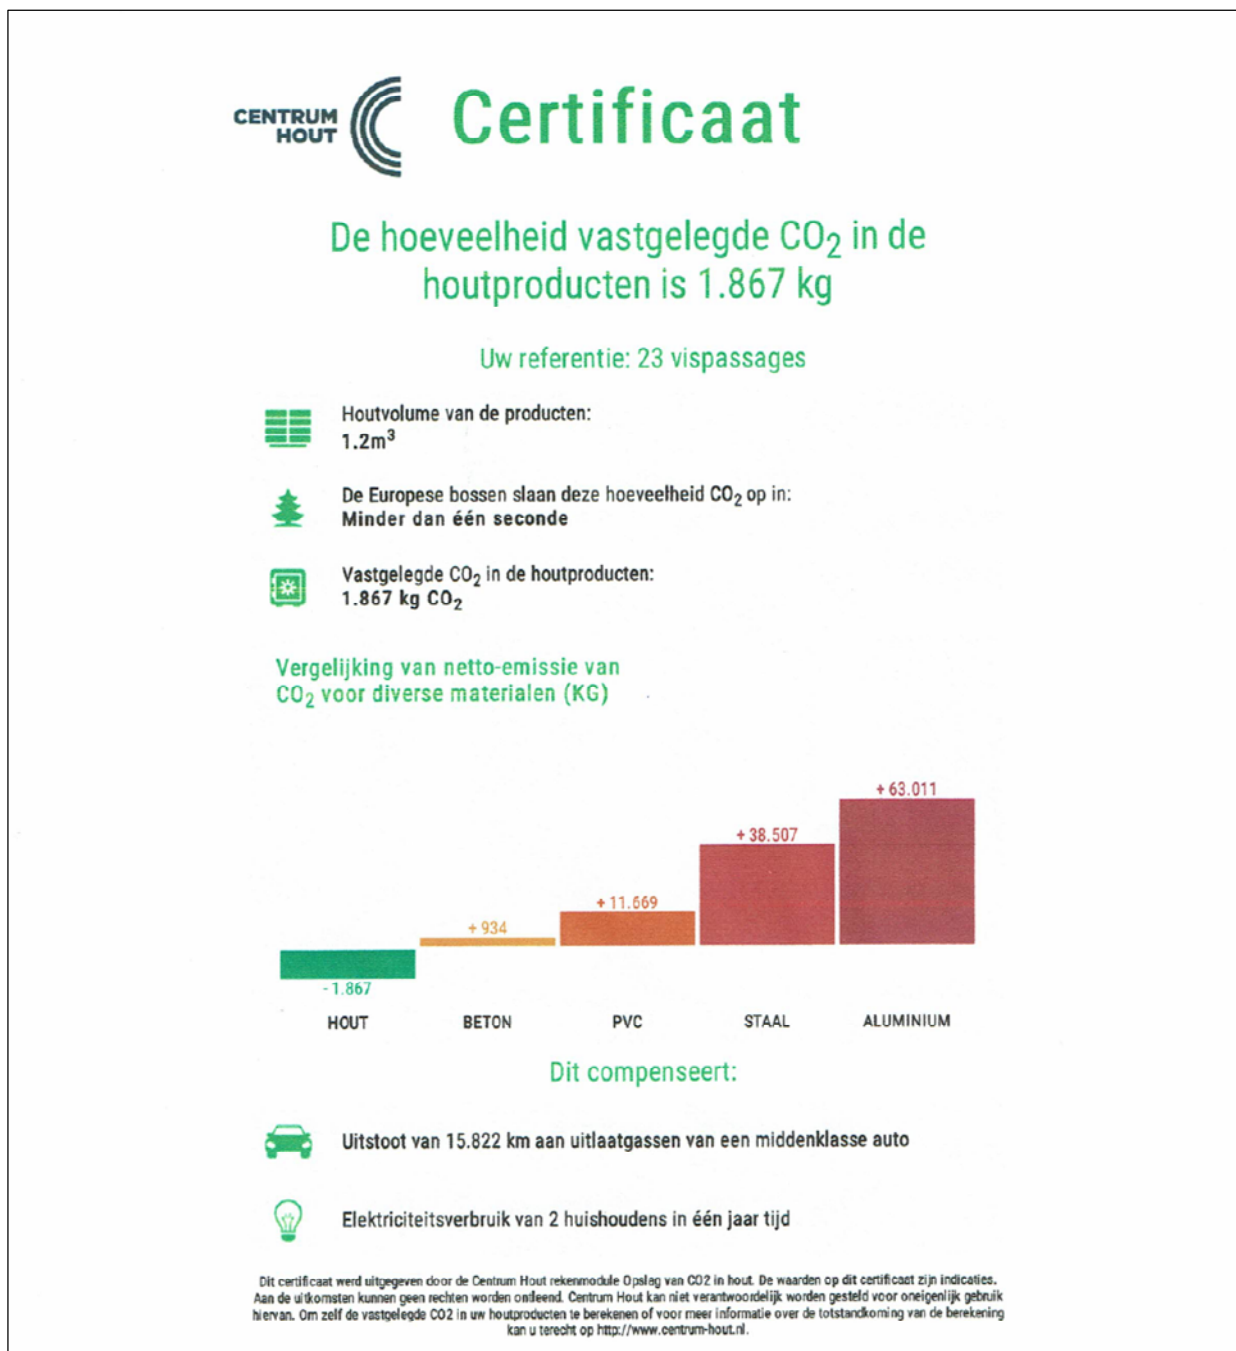 CENTRUM
HOUT
Certificaat
De hoeveelheid vastgelegde CO₂ in de
houtproducten is 1.867 kg
Uw referentie: 23 vispassages
Houtvolume van de producten:
1.2m³
De Europese bossen slaan deze hoeveelheid CO₂ op in:
Minder dan één seconde
Vastgelegde CO₂ in de houtproducten:
1.867 kg CO₂
Vergelijking van netto-emissie van
CO₂ voor diverse materialen (KG)
+ 63.011
+ 38.507
+ 11.669
+ 934
- 1.867
HOUT BETON PVC STAAL ALUMINIUM
Dit compenseert:
Uitstoot van 15.822 km aan uitlaatgassen van een middenklasse auto
Elektriciteitsverbruik van 2 huishoudens in één jaar tijd
Dit certificaat werd uitgegeven door de Centrum Hout rekenmodule Opslag van CO2 in hout. De waarden op dit certificaat zijn indicaties.
Aan de uitkomsten kunnen geen rechten worden ontleend. Centrum Hout kan niet verantwoordelijk worden gesteld voor oneigenlijk gebruik
hiervan. Om zelf de vastgelegde CO2 in uw houtproducten te berekenen of voor meer informatie over de totstandkoming van de berekening
kan u terecht op http://www.centrum-hout.nl.